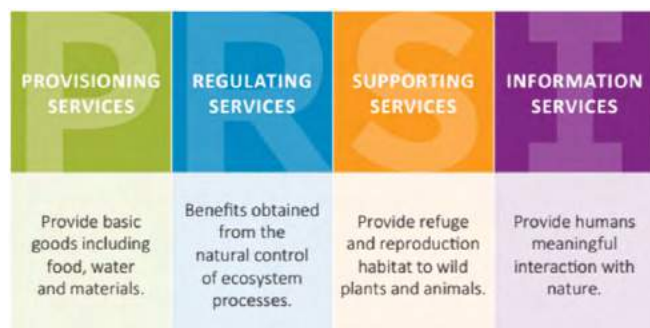 P
PROVISIONING
SERVICES
R
REGULATING
SERVICES
S
SUPPORTING
SERVICES
I
INFORMATION
SERVICES
Provide basic
goods including
food, water
and materials.
Benefits obtained
from the
natural control
of ecosystem
processes.
Provide refuge
and reproduction
habitat to wild
plants and animals.
Provide humans
meaningful
interaction with
nature.